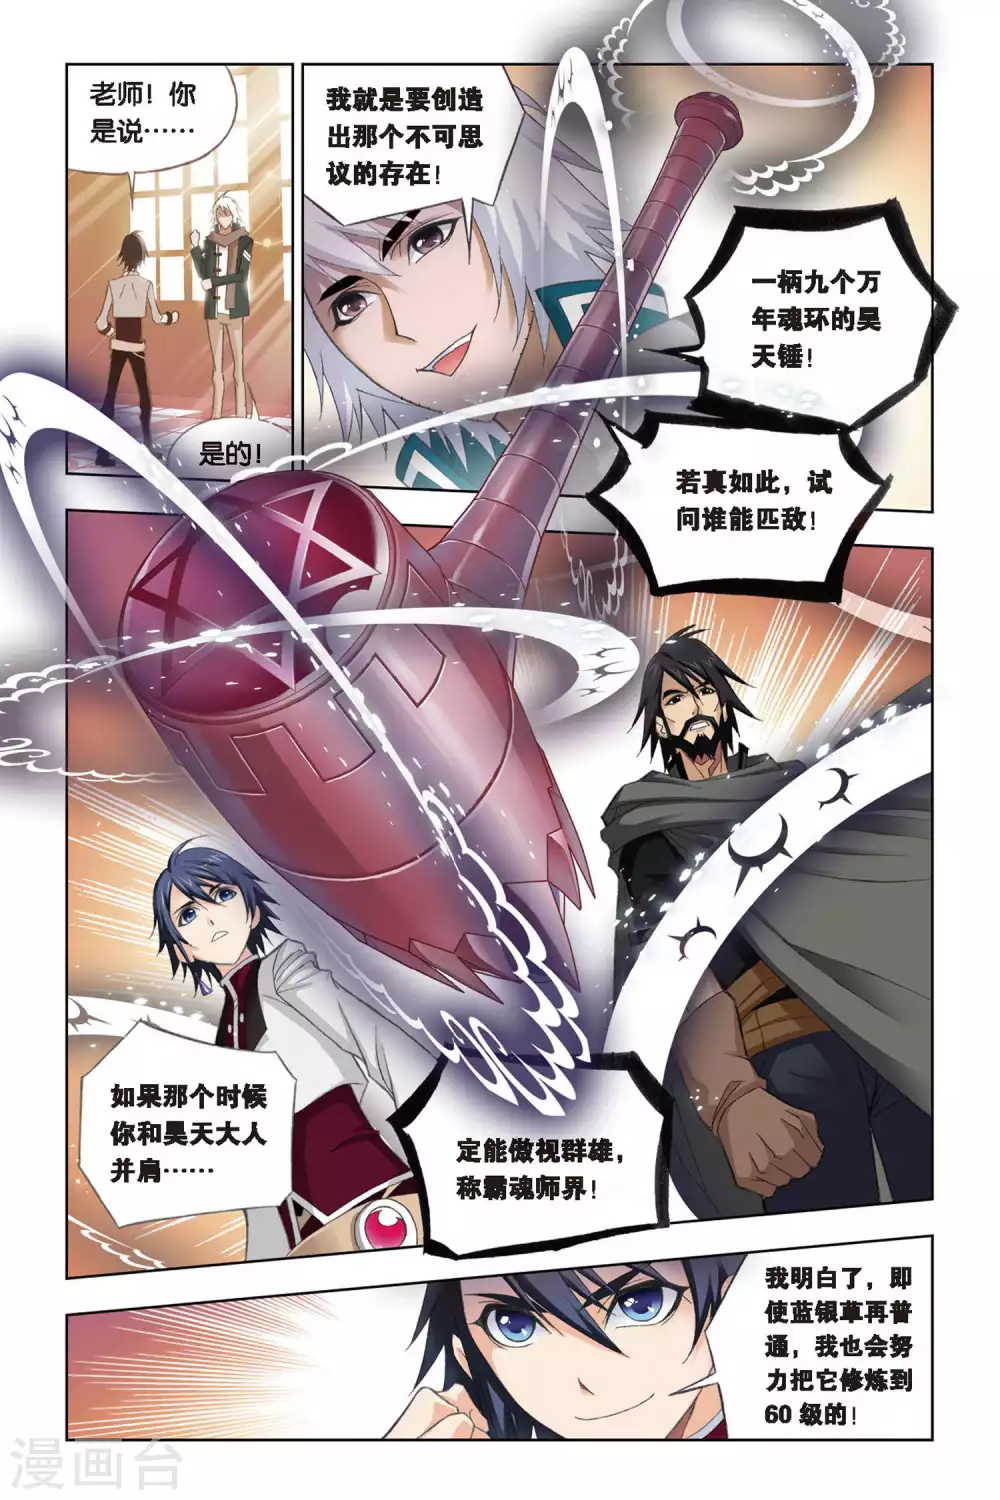 老师！你
是说······
是的！
我就是要创造
出那个不可思
议的存在！
一柄九个万
年魂环的昊
天锤！
若真如此，试
问谁能匹敌！
如果那个时候
你和昊天大人
并肩······
定能傲视群雄，
称霸魂师界！
我明白了，即
使蓝银草再普
通，我也会努
力把它修炼到
60 级的！
漫画台